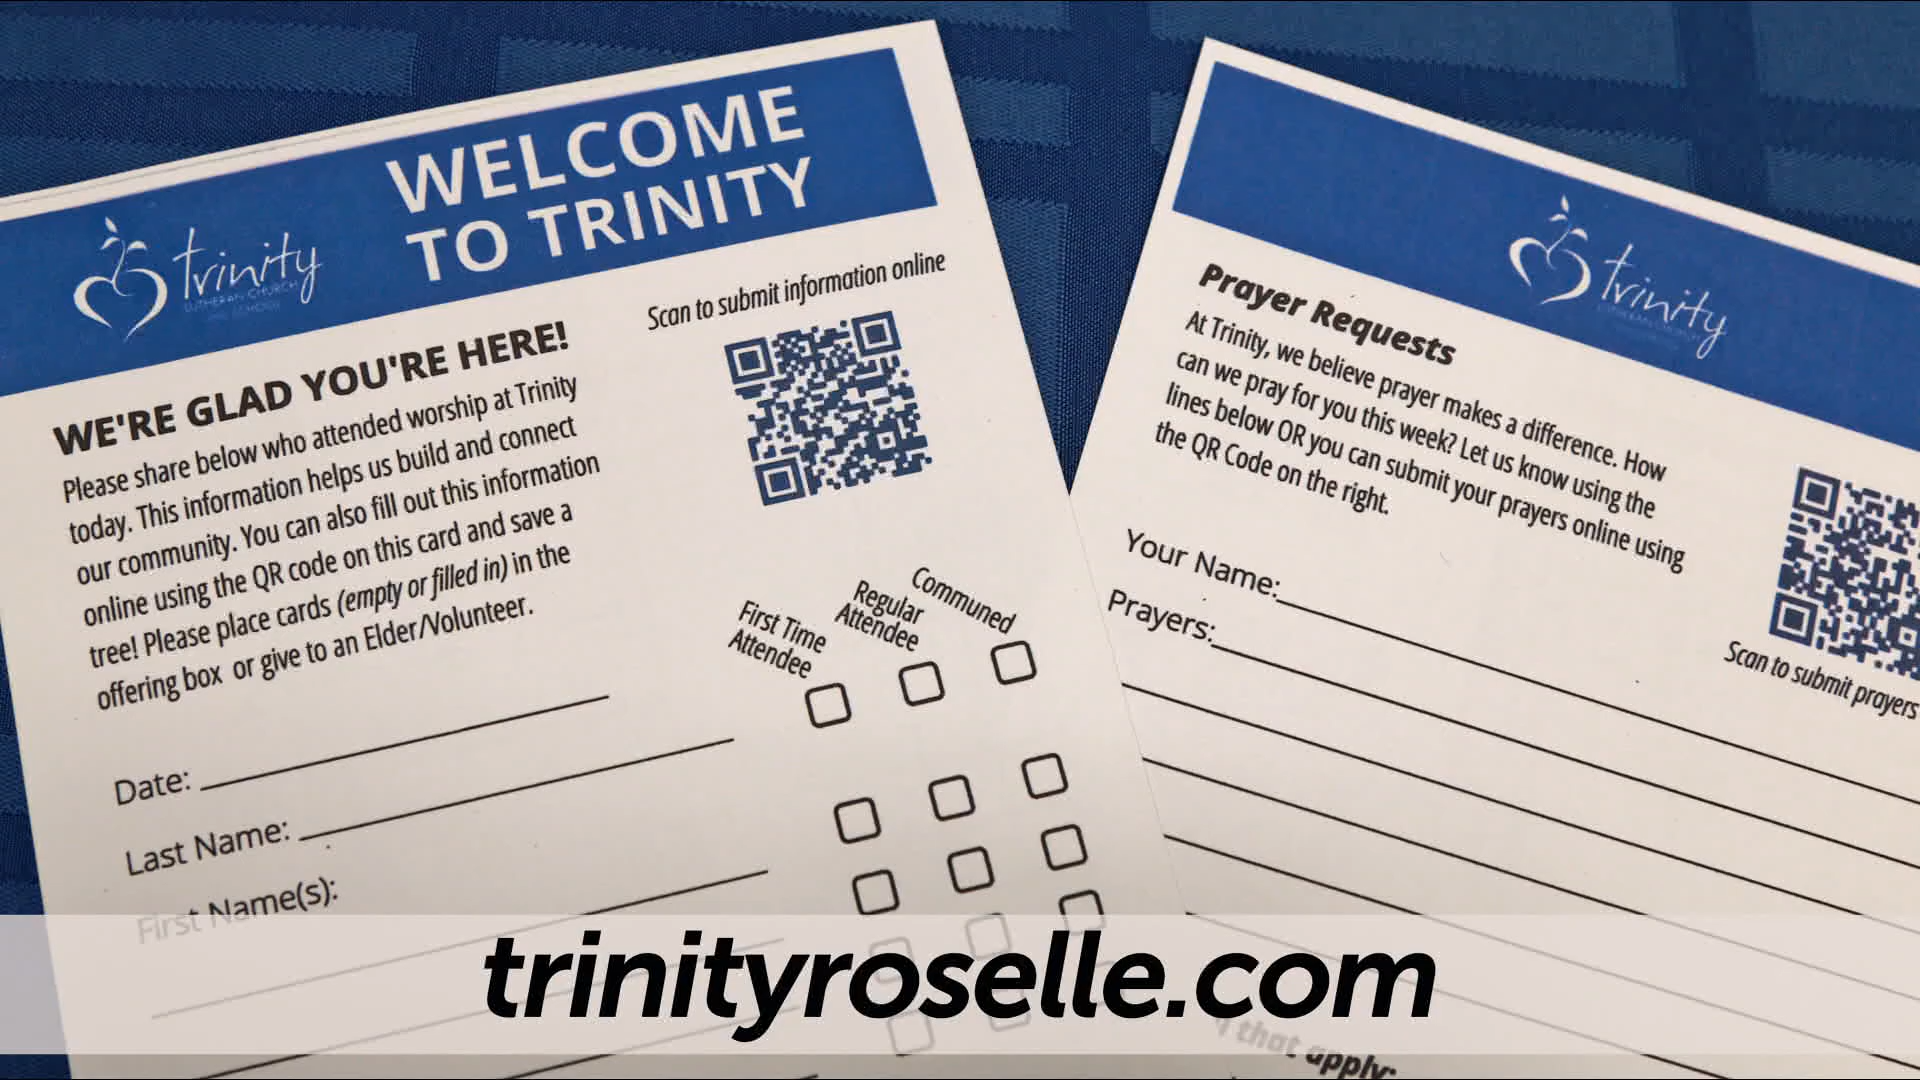 WELCOME
TO TRINITY
trinity
LUTHERAN CHURCH
Scan to submit information online
WE'RE GLAD YOU'RE HERE!
Please share below who attended worship at Trinity
today. This information helps us build and connect
our community. You can also fill out this information
online using the QR code on this card and save a
tree! Please place cards (empty or filled in) in the
offering box or give to an Elder/Volunteer.
First Time
Attendee
Regular
Attendee
Communed
Date:
Last Name:
First Name(s):
trinity
Prayer Requests
At Trinity, we believe prayer makes a difference. How
can we pray for you this week? Let us know using the
lines below OR you can submit your prayers online using
the QR Code on the right.
Your Name:
Prayers:
Scan to submit prayers
that apply:
trinityroselle.com